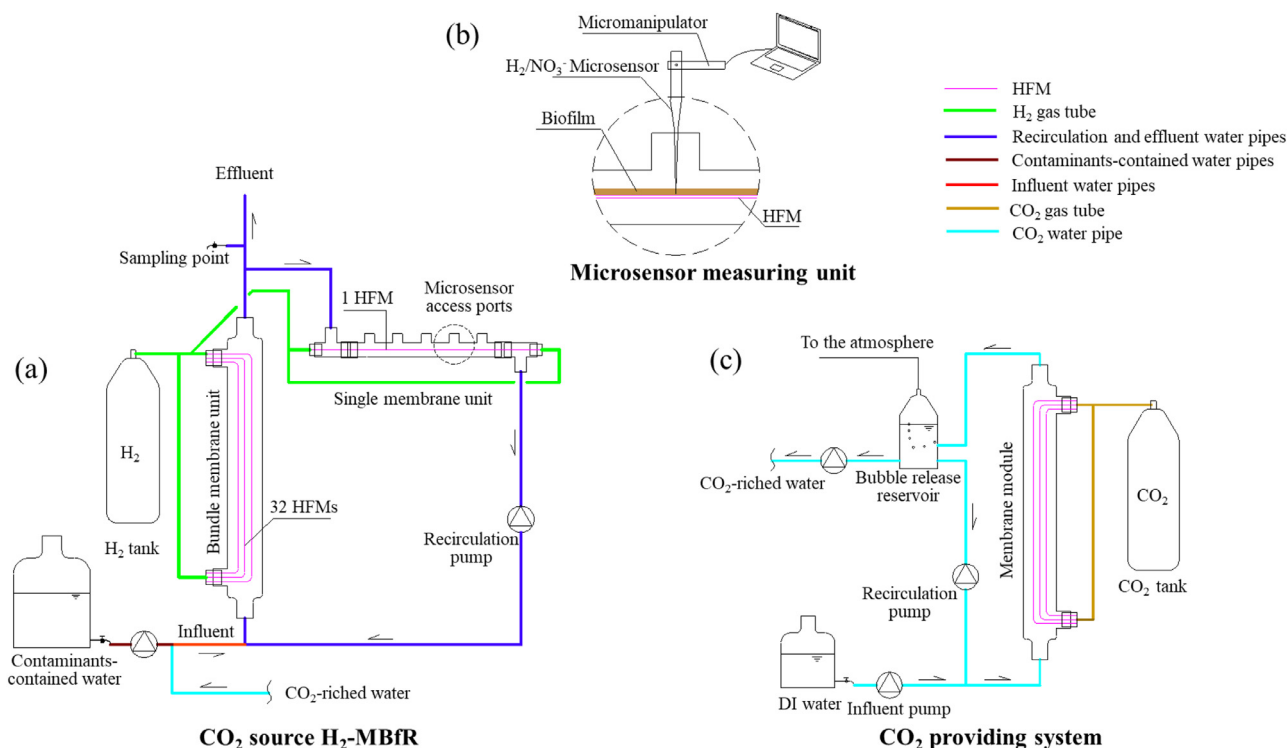 (b)
Micromanipulator
H₂/NO₃⁻ Microsensor
Biofilm
HFM
Microsensor measuring unit
HFM
H₂ gas tube
Recirculation and effluent water pipes
Contaminants-contained water pipes
Influent water pipes
CO₂ gas tube
CO₂ water pipe
(a)
Effluent
Sampling point
1 HFM
Microsensor
access ports
Single membrane unit
H₂
H₂ tank
Bundle membrane unit
32 HFMs
Recirculation
pump
Influent
Contaminants-
contained water
CO₂-riched water
CO₂ source H₂-MBfR
(c)
To the atmosphere
CO₂-riched water
Bubble release
reservoir
Membrane module
CO₂
CO₂ tank
Recirculation
pump
DI water
Influent pump
CO₂ providing system